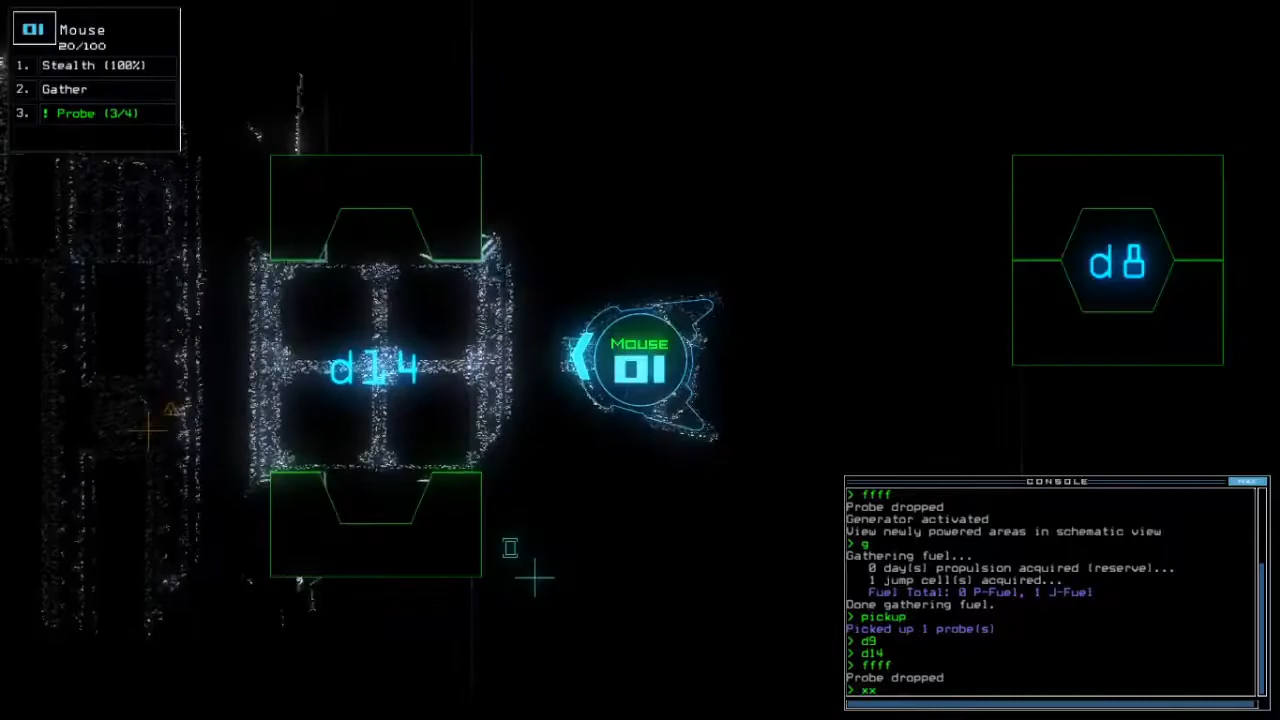 01 Mouse
20/100
1. Stealth (100%)
2. Gather
3. ! Probe (3/4)
d14
Mouse
01
d8
CONSOLE
> ffff
Probe dropped
Generator activated
View newly powered areas in schematic view
> g
Gathering fuel...
0 day(s) propulsion acquired (reserve)...
1 jump cell(s) acquired...
Fuel Total: 0 P-Fuel, 1 J-Fuel
Done gathering fuel.
> pickup
Picked up 1 probe(s)
> d9
> d14
> ffff
Probe dropped
> xx